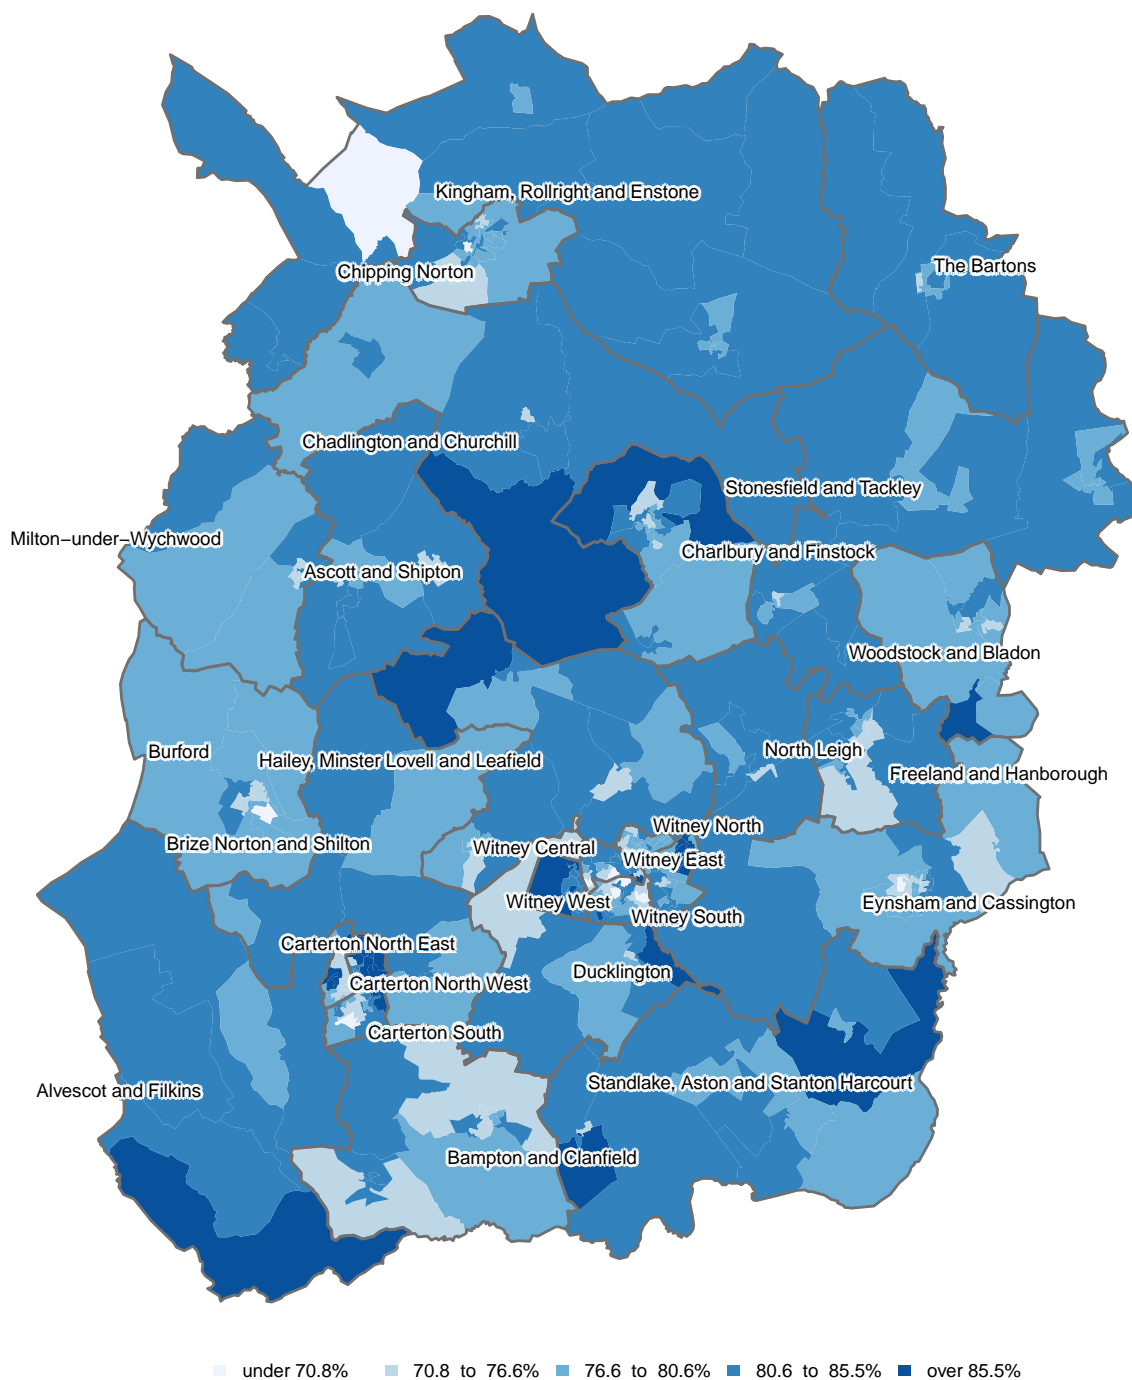 Kingham, Rollright and Enstone
The Bartons
Chipping Norton
Chadlington and Churchill
Stonesfield and Tackley
Milton−under−Wychwood
Charlbury and Finstock
Ascott and Shipton
Woodstock and Bladon
Burford
North Leigh
Hailey, Minster Lovell and Leafield
Freeland and Hanborough
Witney North
Brize Norton and Shilton
Witney Central
Witney East
Witney West
Eynsham and Cassington
Witney South
Carterton North East
Ducklington
Carterton North West
Carterton South
Standlake, Aston and Stanton Harcourt
Alvescot and Filkins
Bampton and Clanfield
under 70.8% 70.8 to 76.6% 76.6 to 80.6% 80.6 to 85.5% over 85.5%